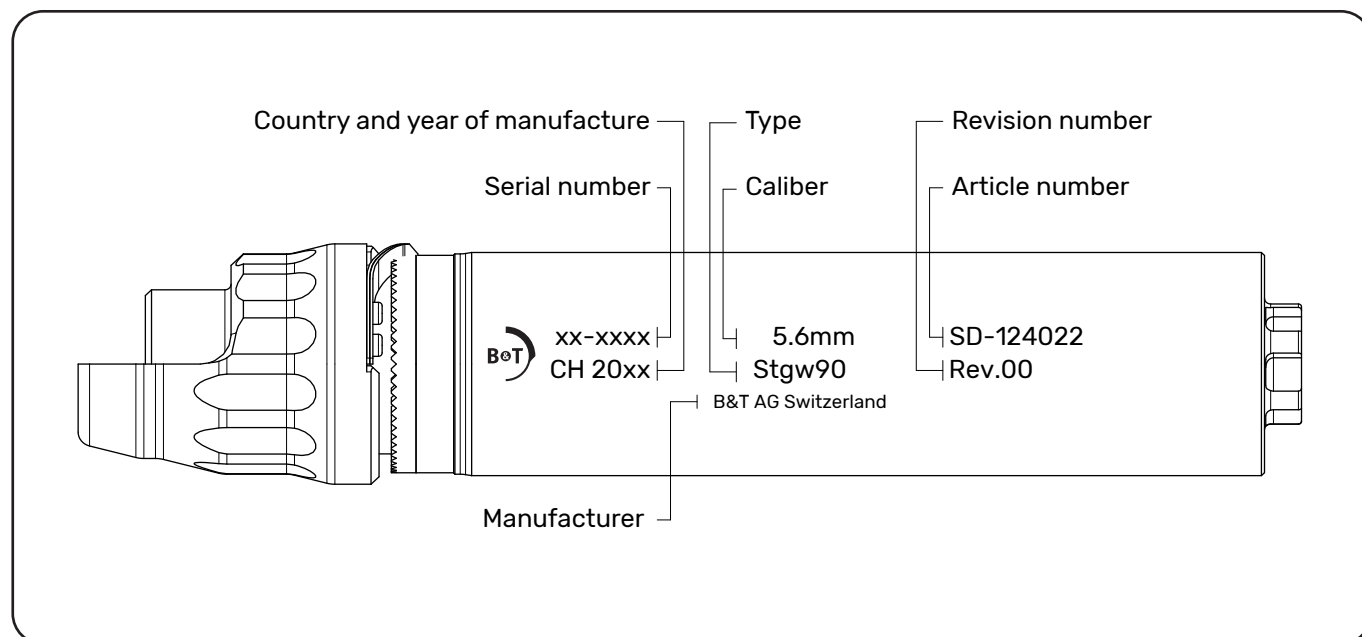 Country and year of manufacture
Type
Revision number
Serial number
Caliber
Article number
B&T
xx-xxxx
5.6mm
SD-124022
CH 20xx
Stgw90
Rev.00
B&T AG Switzerland
Manufacturer